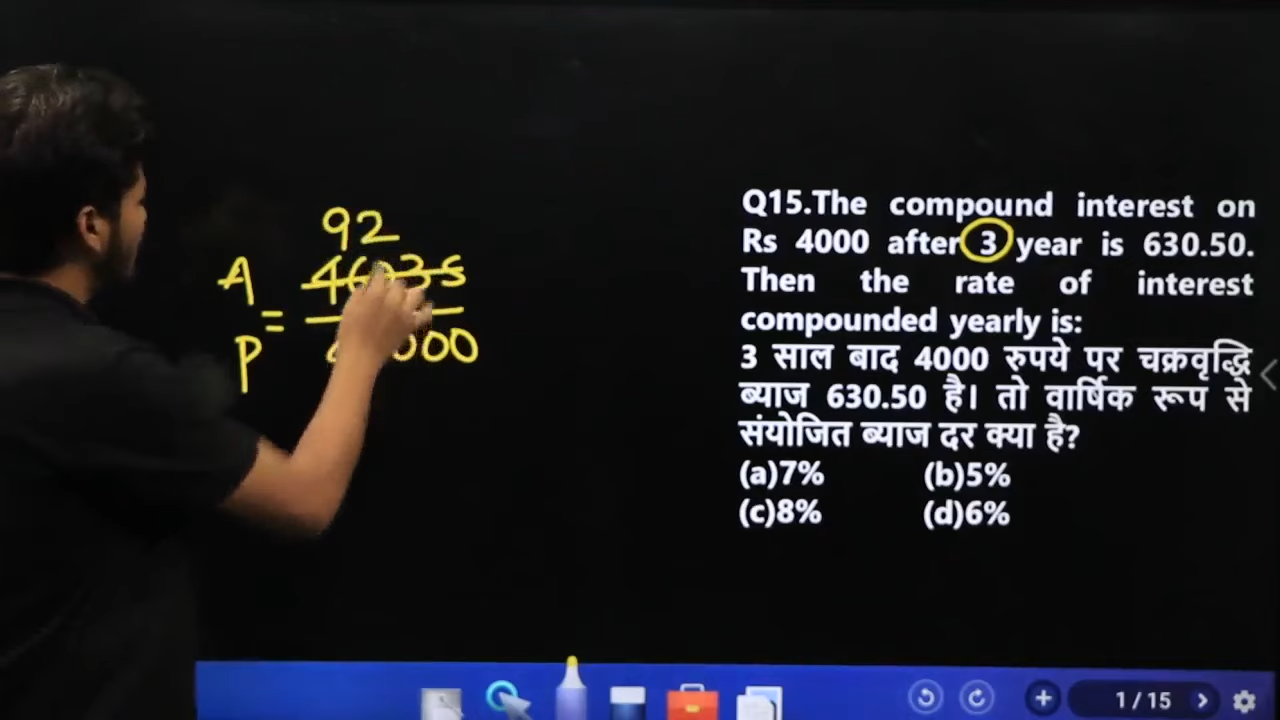 92
A
=
P
000
Q15.The compound interest on
Rs 4000 after 3 year is 630.50.
Then the rate of interest
compounded yearly is:
3 साल बाद 4000 रुपये पर चक्रवृद्धि
ब्याज 630.50 है। तो वार्षिक रूप से
संयोजित ब्याज दर क्या है?
(a)7% (b)5%
(c)8% (d)6%
1 / 15